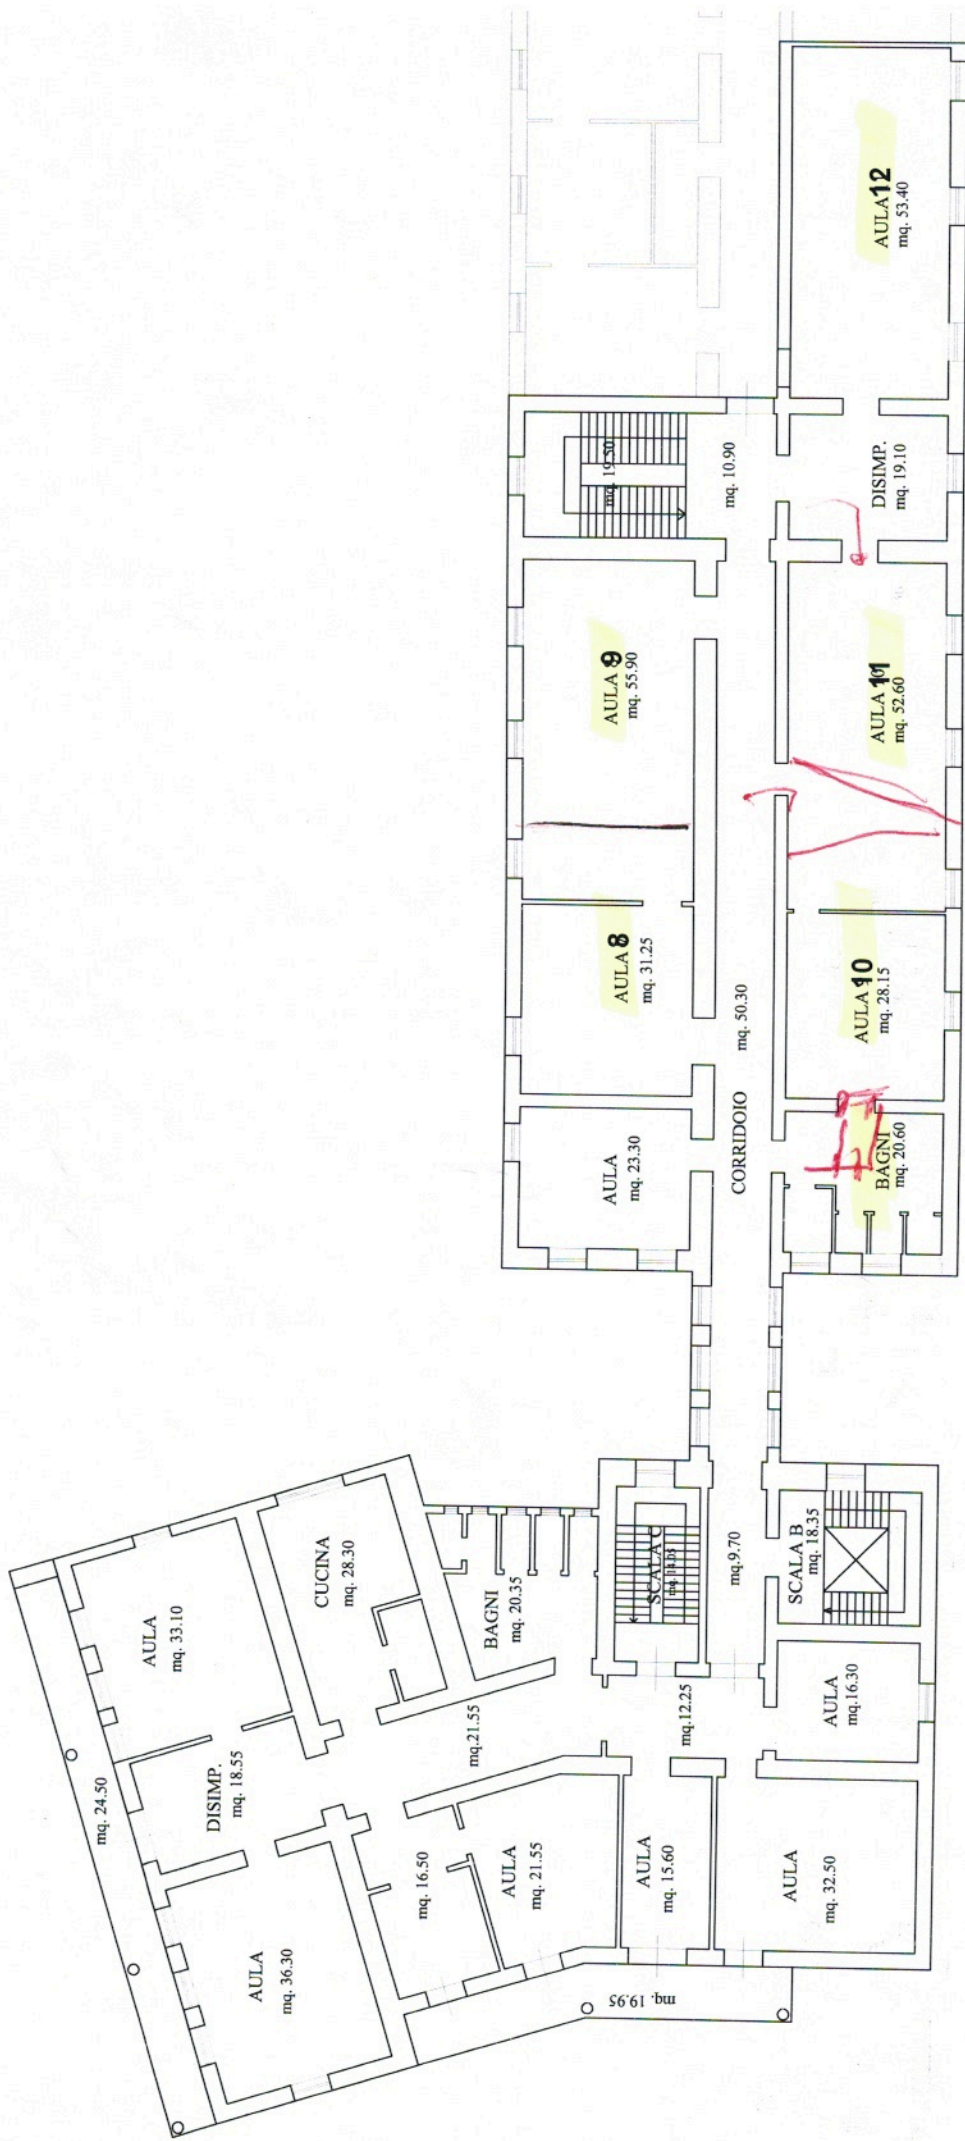 AULA 12
mq. 53.40
mq. 19.50
mq. 10.90
DISIMP.
mq. 19.10
AULA 9
mq. 55.90
AULA 11
mq. 52.60
AULA 8
mq. 31.25
AULA 10
mq. 28.15
CORRIDOIO
mq. 50.30
AULA
mq. 23.30
BAGNI
mq. 20.60
AULA
mq. 33.10
CUCINA
mq. 28.30
BAGNI
mq. 20.35
SCALA C
mq.9.70
SCALA B
mq. 18.35
mq. 24.50
DISIMP.
mq. 18.55
mq.21.55
mq.12.25
AULA
mq.16.30
AULA
mq. 36.30
mq. 16.50
AULA
mq. 21.55
AULA
mq. 15.60
AULA
mq. 32.50
mq. 19.95